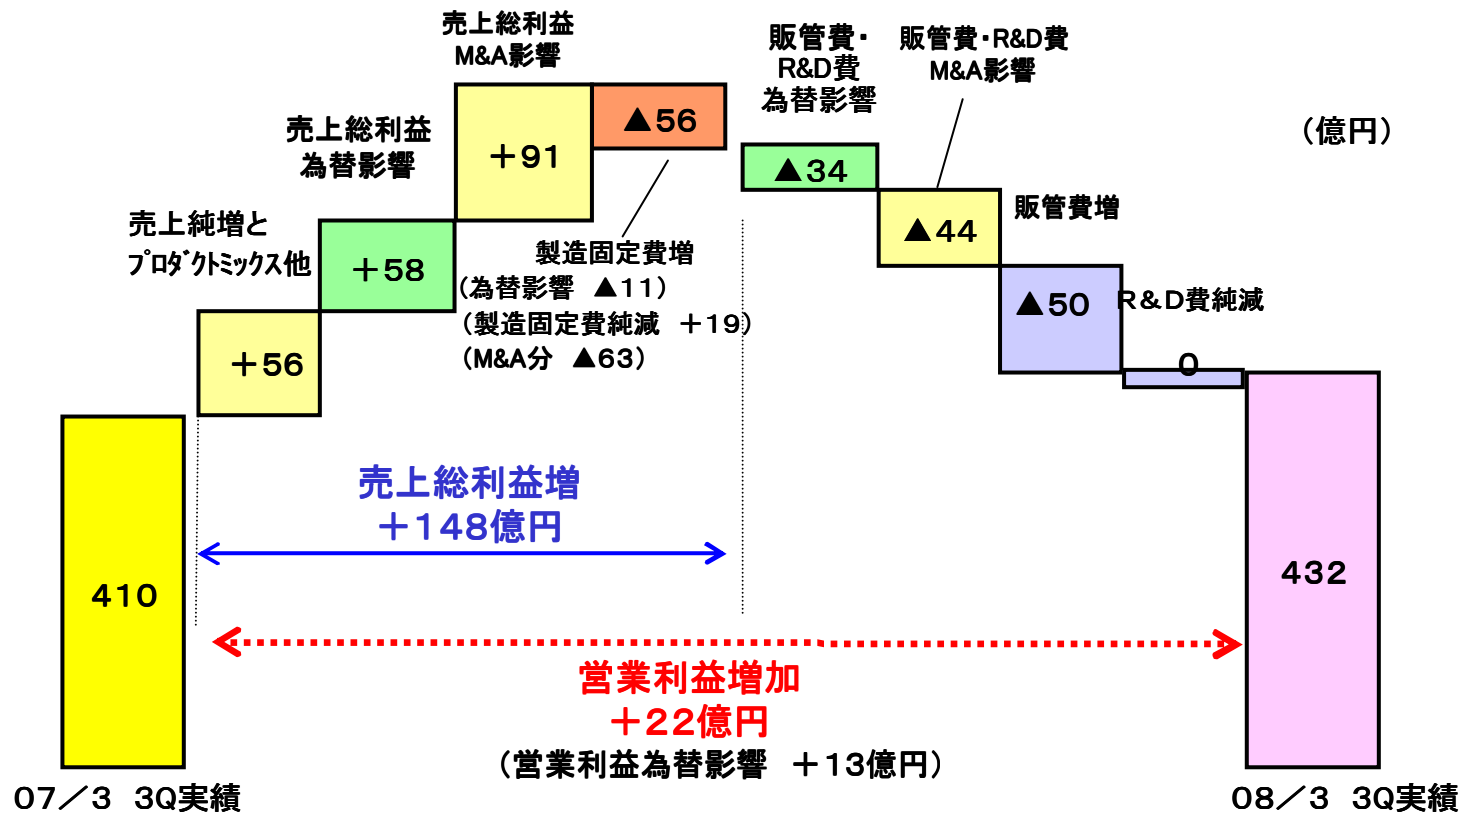 売上総利益
M&A影響
販管費・
R&D費
為替影響
販管費・R&D費
M&A影響
（億円）
▲56
売上総利益
為替影響
＋91
▲34
販管費増
売上純増と
ﾌﾟﾛﾀﾞｸﾄﾐｯｸｽ他
＋58
▲44
製造固定費増
（為替影響　▲11）
（製造固定費純減　＋19）
（M&A分　▲63）
▲50
Ｒ＆Ｄ費純減
0
＋56
売上総利益増
＋148億円
410
432
営業利益増加
＋22億円
（営業利益為替影響　＋13億円）
07／3　3Q実績
08／3　3Q実績